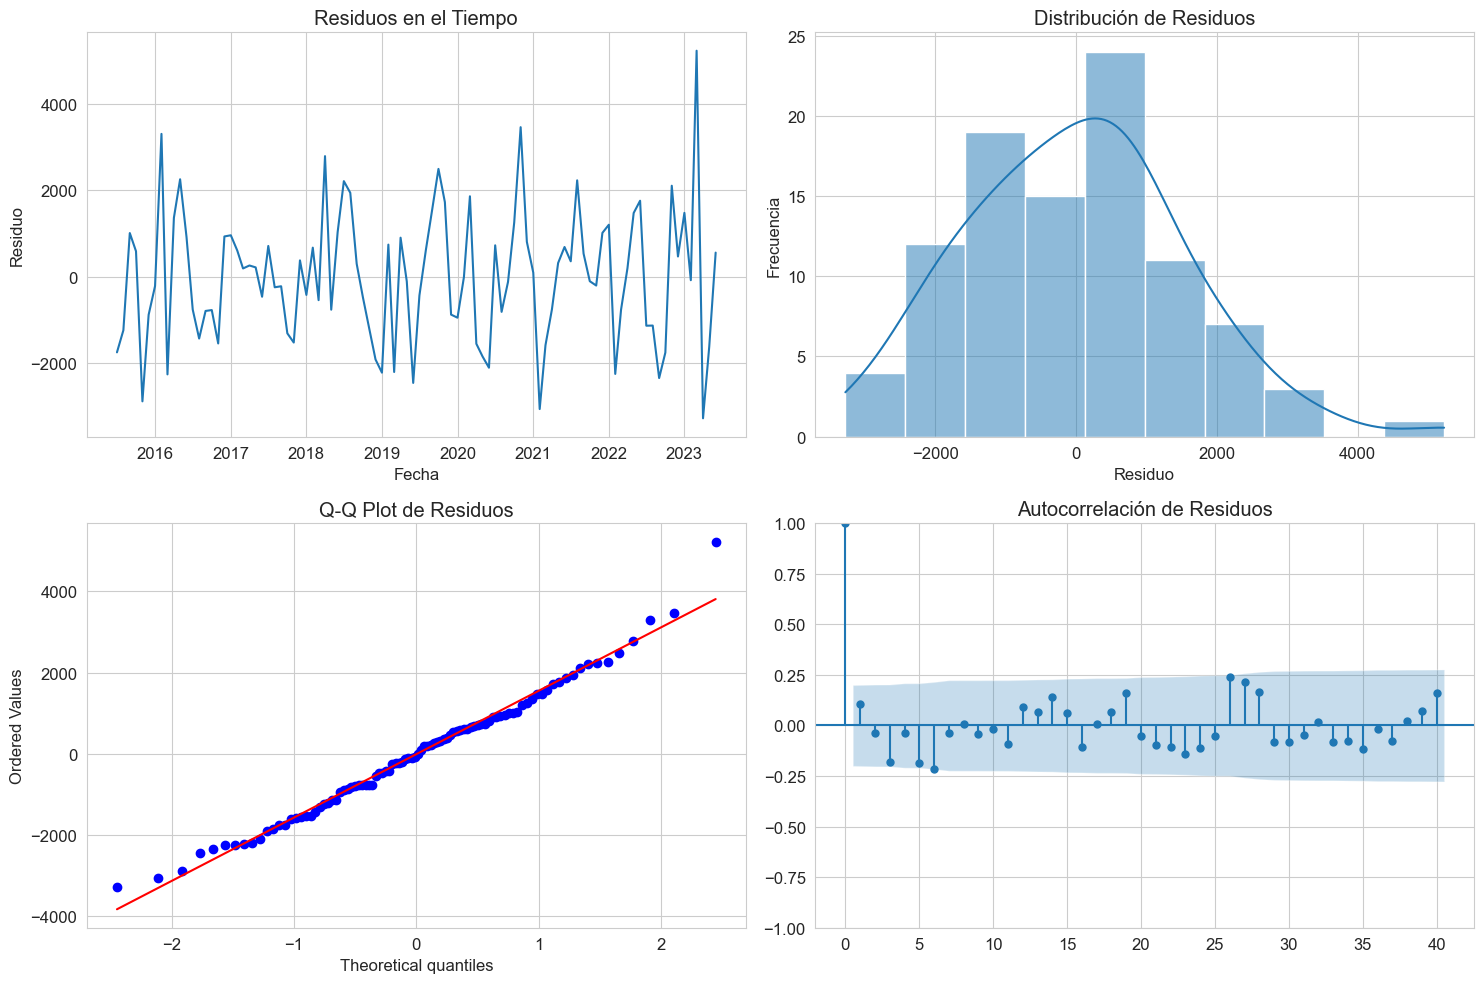 Residuos en el Tiempo
4000
2000
0
−2000
Residuo
2016 2017 2018 2019 2020 2021 2022 2023
Fecha
Distribución de Residuos
25
20
15
10
5
0
Frecuencia
−2000 0 2000 4000
Residuo
Q-Q Plot de Residuos
4000
2000
0
−2000
−4000
Ordered Values
−2 −1 0 1 2
Theoretical quantiles
Autocorrelación de Residuos
1.00
0.75
0.50
0.25
0.00
−0.25
−0.50
−0.75
−1.00
0 5 10 15 20 25 30 35 40